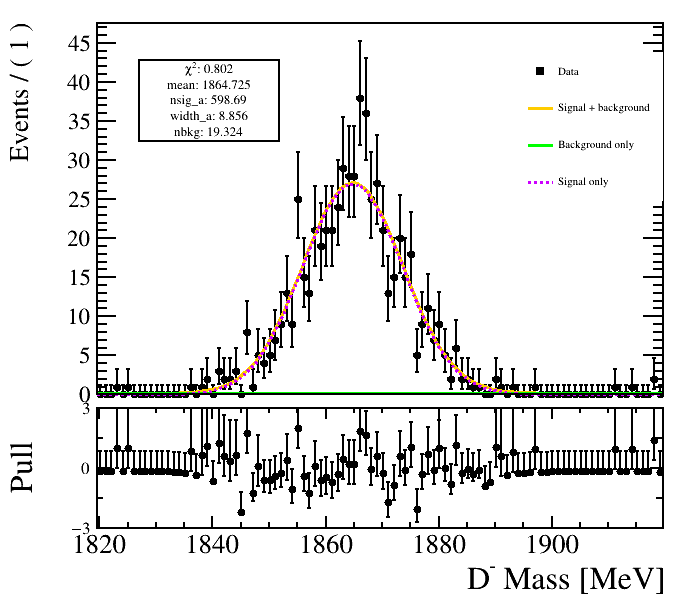 Events / ( 1 )
45
40
35
30
25
20
15
10
5
0
χ²: 0.802
mean: 1864.725
nsig_a: 598.69
width_a: 8.856
nbkg: 19.324
Data
Signal + background
Background only
Signal only
Pull
3
0
−3
1820 1840 1860 1880 1900
D⁻ Mass [MeV]